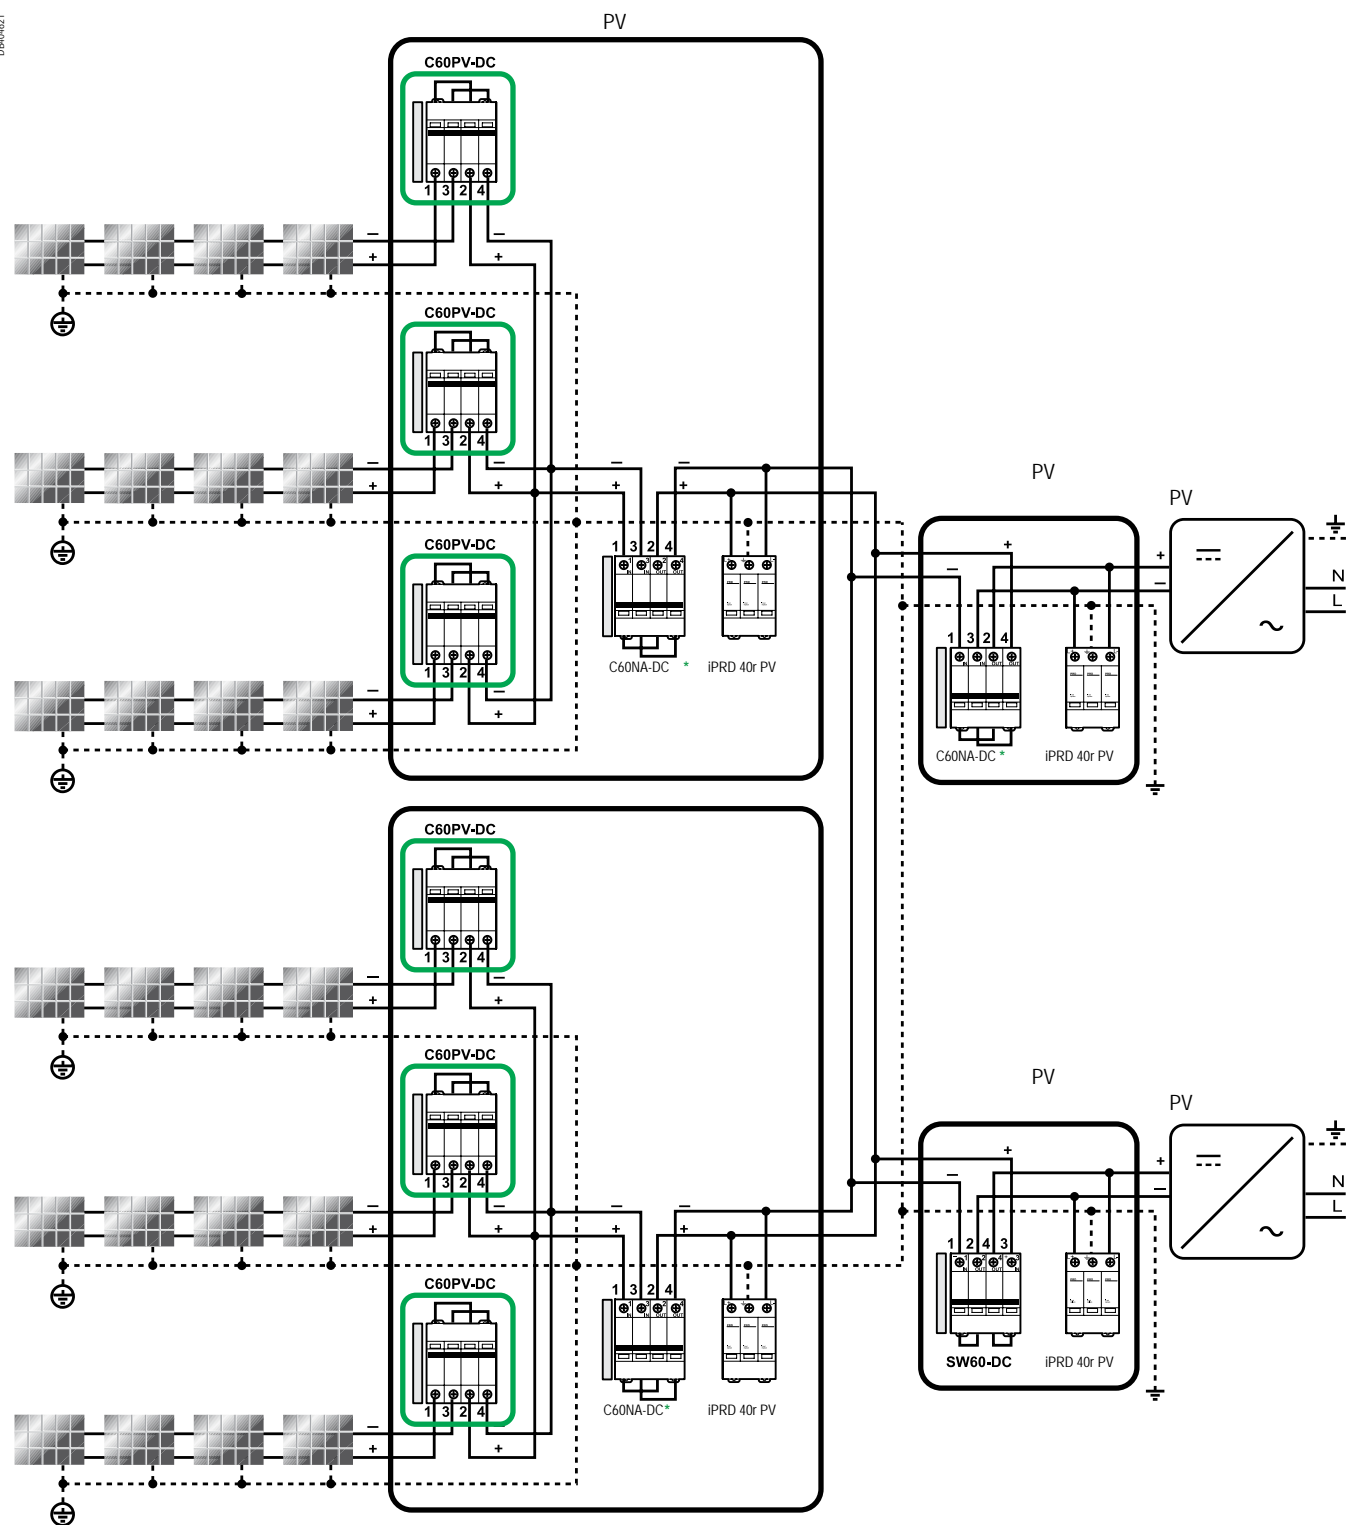 DB404821
PV
C60PV-DC
1 3 2 4
– –
+ +
C60PV-DC
1 3 2 4
– – – –
+ + + +
C60PV-DC
1 3 2 4
1 3 2 4
C60NA-DC * iPRD 40r PV
– –
+ +
PV
PV
+
–
+
–
1 3 2 4
N
L
C60NA-DC * iPRD 40r PV
C60PV-DC
1 3 2 4
– –
+ +
C60PV-DC
1 3 2 4
– – – –
+ + + +
C60PV-DC
1 3 2 4
1 3 2 4
C60NA-DC * iPRD 40r PV
– –
+ +
PV
PV
+
–
+
–
1 2 4 3
N
L
SW60-DC iPRD 40r PV